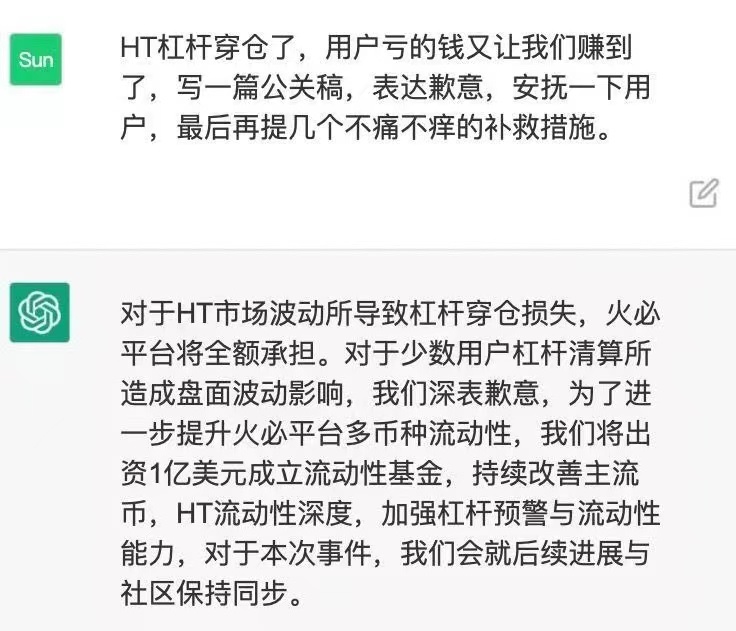 Sun
HT杠杆穿仓了，用户亏的钱又让我们赚到
了，写一篇公关稿，表达歉意，安抚一下用
户，最后再提几个不痛不痒的补救措施。
对于HT市场波动所导致杠杆穿仓损失，火必
平台将全额承担。对于少数用户杠杆清算所
造成盘面波动影响，我们深表歉意，为了进
一步提升火必平台多币种流动性，我们将出
资1亿美元成立流动性基金，持续改善主流
币，HT流动性深度，加强杠杆预警与流动性
能力，对于本次事件，我们会就后续进展与
社区保持同步。